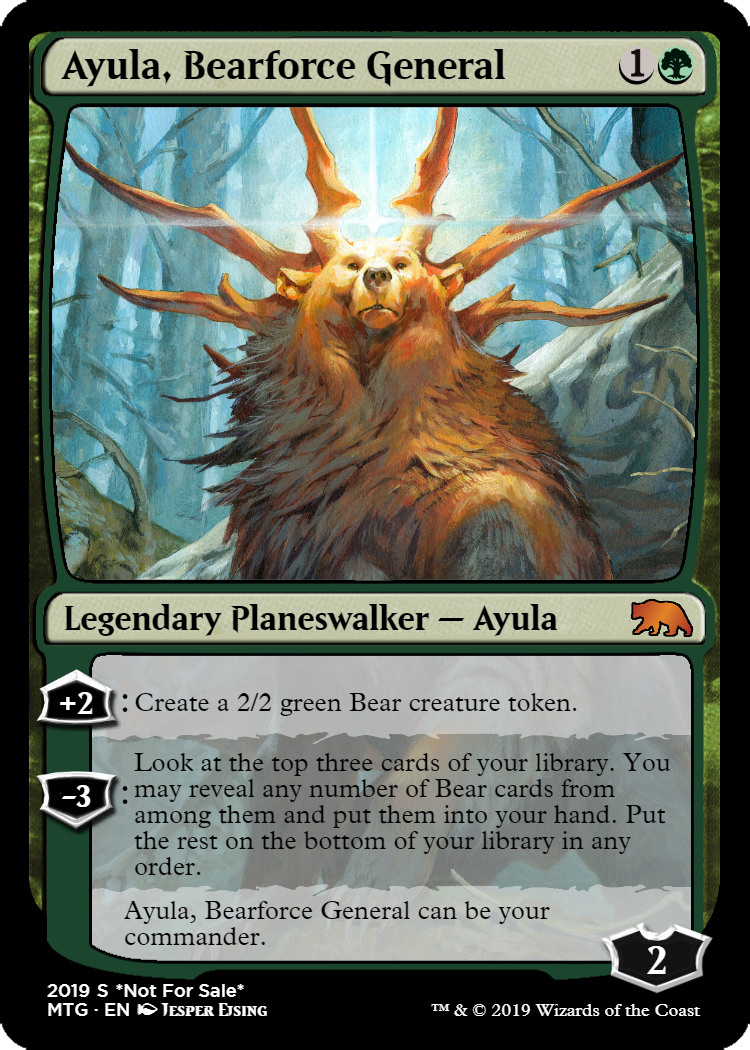 Ayula, Bearforce General 1
Legendary Planeswalker — Ayula
+2 : Create a 2/2 green Bear creature token.
Look at the top three cards of your library. You
–3 : may reveal any number of Bear cards from
among them and put them into your hand. Put
the rest on the bottom of your library in any
order.
Ayula, Bearforce General can be your
commander.
2
2019 S *Not For Sale*
MTG · EN Jesper Ejsing
™ & © 2019 Wizards of the Coast